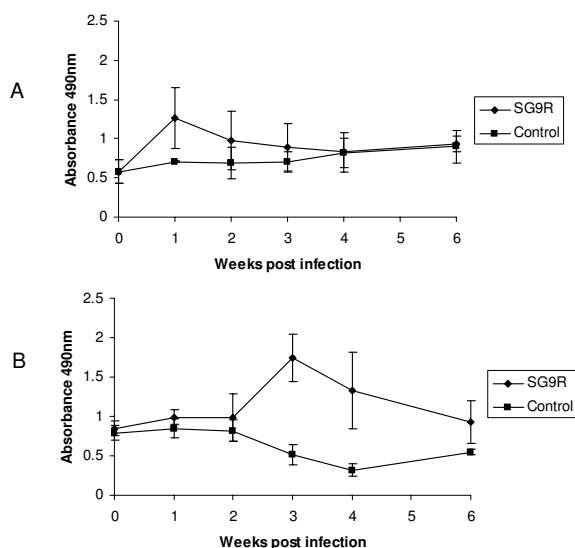 A
Absorbance 490nm
2.5
2
1.5
1
0.5
0
0 1 2 3 4 5 6
Weeks post infection
SG9R
Control
B
Absorbance 490nm
2.5
2
1.5
1
0.5
0
0 1 2 3 4 5 6
Weeks post infection
SG9R
Control